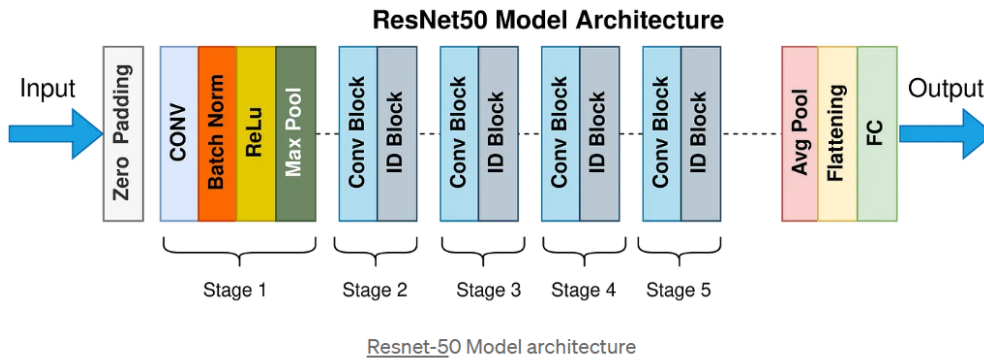 ResNet50 Model Architecture
Input
Zero Padding
CONV
Batch Norm
ReLu
Max Pool
Conv Block
ID Block
Conv Block
ID Block
Conv Block
ID Block
Conv Block
ID Block
Avg Pool
Flattening
FC
Output
Stage 1
Stage 2
Stage 3
Stage 4
Stage 5
Resnet-50 Model architecture